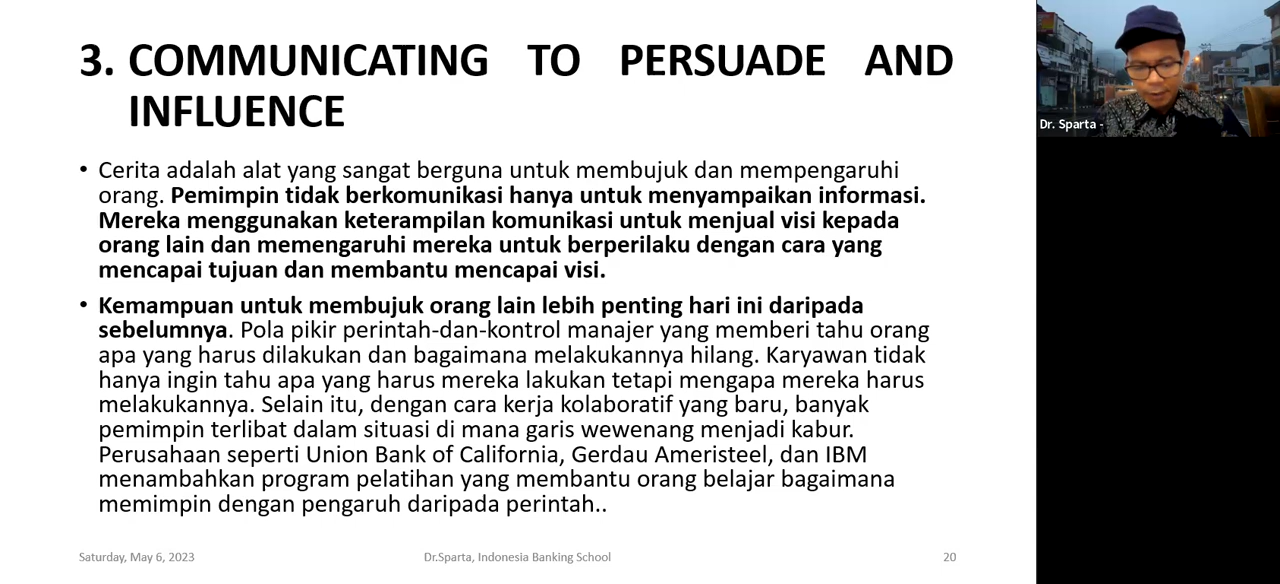 3. COMMUNICATING TO PERSUADE AND
INFLUENCE
• Cerita adalah alat yang sangat berguna untuk membujuk dan mempengaruhi
orang. Pemimpin tidak berkomunikasi hanya untuk menyampaikan informasi.
Mereka menggunakan keterampilan komunikasi untuk menjual visi kepada
orang lain dan memengaruhi mereka untuk berperilaku dengan cara yang
mencapai tujuan dan membantu mencapai visi.
• Kemampuan untuk membujuk orang lain lebih penting hari ini daripada
sebelumnya. Pola pikir perintah-dan-kontrol manajer yang memberi tahu orang
apa yang harus dilakukan dan bagaimana melakukannya hilang. Karyawan tidak
hanya ingin tahu apa yang harus mereka lakukan tetapi mengapa mereka harus
melakukannya. Selain itu, dengan cara kerja kolaboratif yang baru, banyak
pemimpin terlibat dalam situasi di mana garis wewenang menjadi kabur.
Perusahaan seperti Union Bank of California, Gerdau Ameristeel, dan IBM
menambahkan program pelatihan yang membantu orang belajar bagaimana
memimpin dengan pengaruh daripada perintah..
Saturday, May 6, 2023
Dr.Sparta, Indonesia Banking School
20
Dr. Sparta -